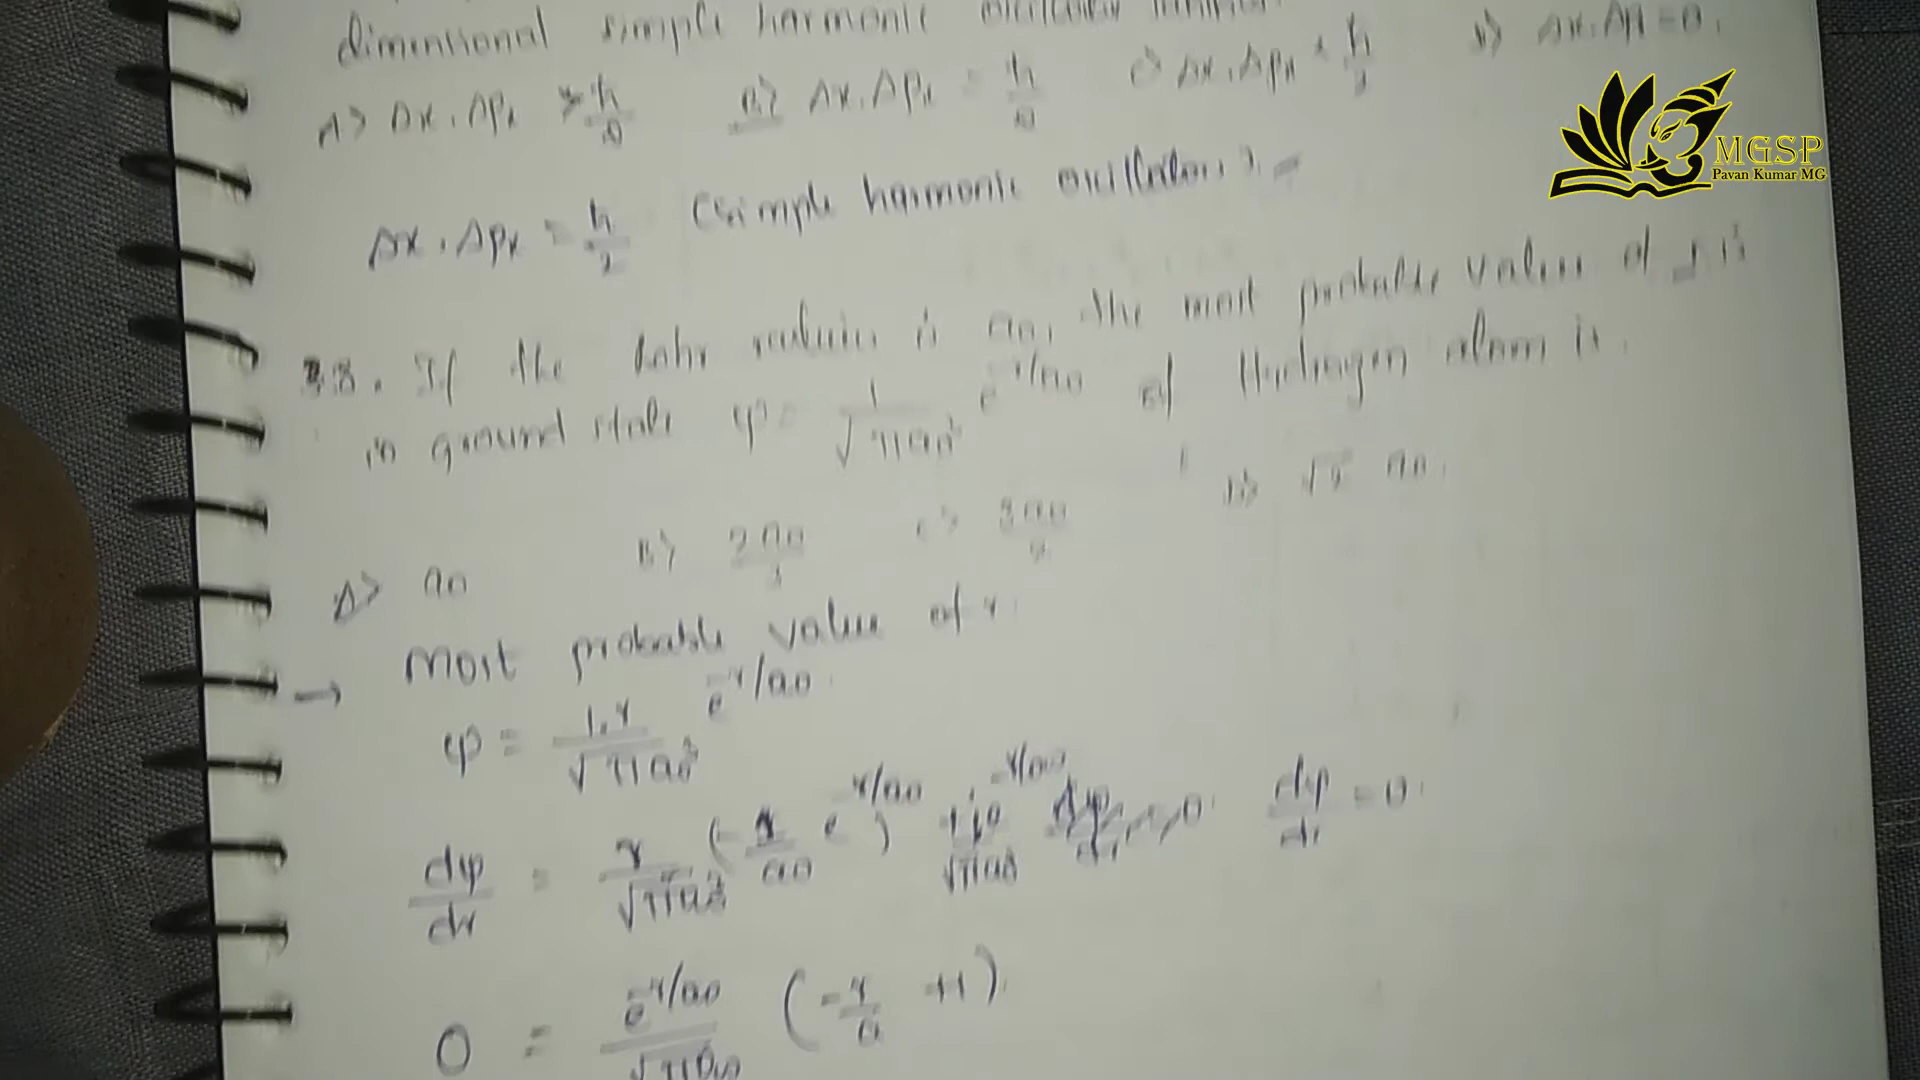 dimensional simple harmonic oscillator
A> Δx.Δpx ≥ ħ/2 B> Δx.Δpx = ħ/2 C> Δx.Δpx < ħ/2 D> Δx.Δpx = 0.
Δx.Δpx = ħ/2 (simple harmonic oscillator).
38. If the bohr radius is a0, the most probable value of r is
in ground state ψ = 1/√πa0³ e^-r/a0 of Hydrogen atom is.
A> a0 B> 2a0/3 C> 3a0/2 D> √2 a0.
→ Most probable value of r.
ψ = 1.r/√πa0³ e^-r/a0.
dψ/dr = r/√πa0³ (-1/a0 e^-r/a0) + 1.e^-r/a0/√πa0³ dψ/dr = 0.
0 = e^-r/a0/√πa0 (-r/a +1).
MGSP
Pavan Kumar MG